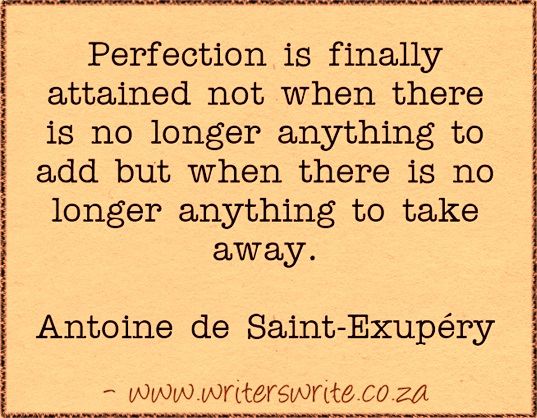 Perfection is finally
attained not when there
is no longer anything to
add but when there is no
longer anything to take
away.
Antoine de Saint-Exupéry
- www.writerswrite.co.za